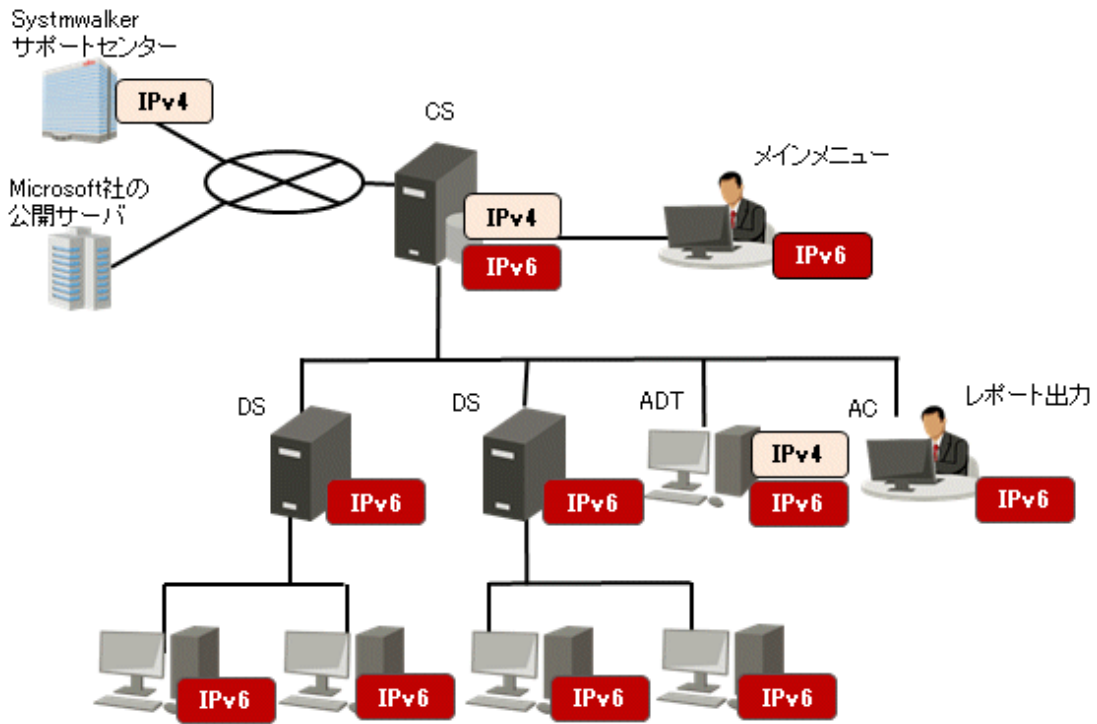 Systmwalker
サポートセンター
IPv4
CS
メインメニュー
Microsoft社の
公開サーバ
IPv4
IPv6
IPv6
DS
DS
ADT
AC
レポート出力
IPv4
IPv6
IPv6
IPv6
IPv6
IPv6
IPv6
IPv6
IPv6